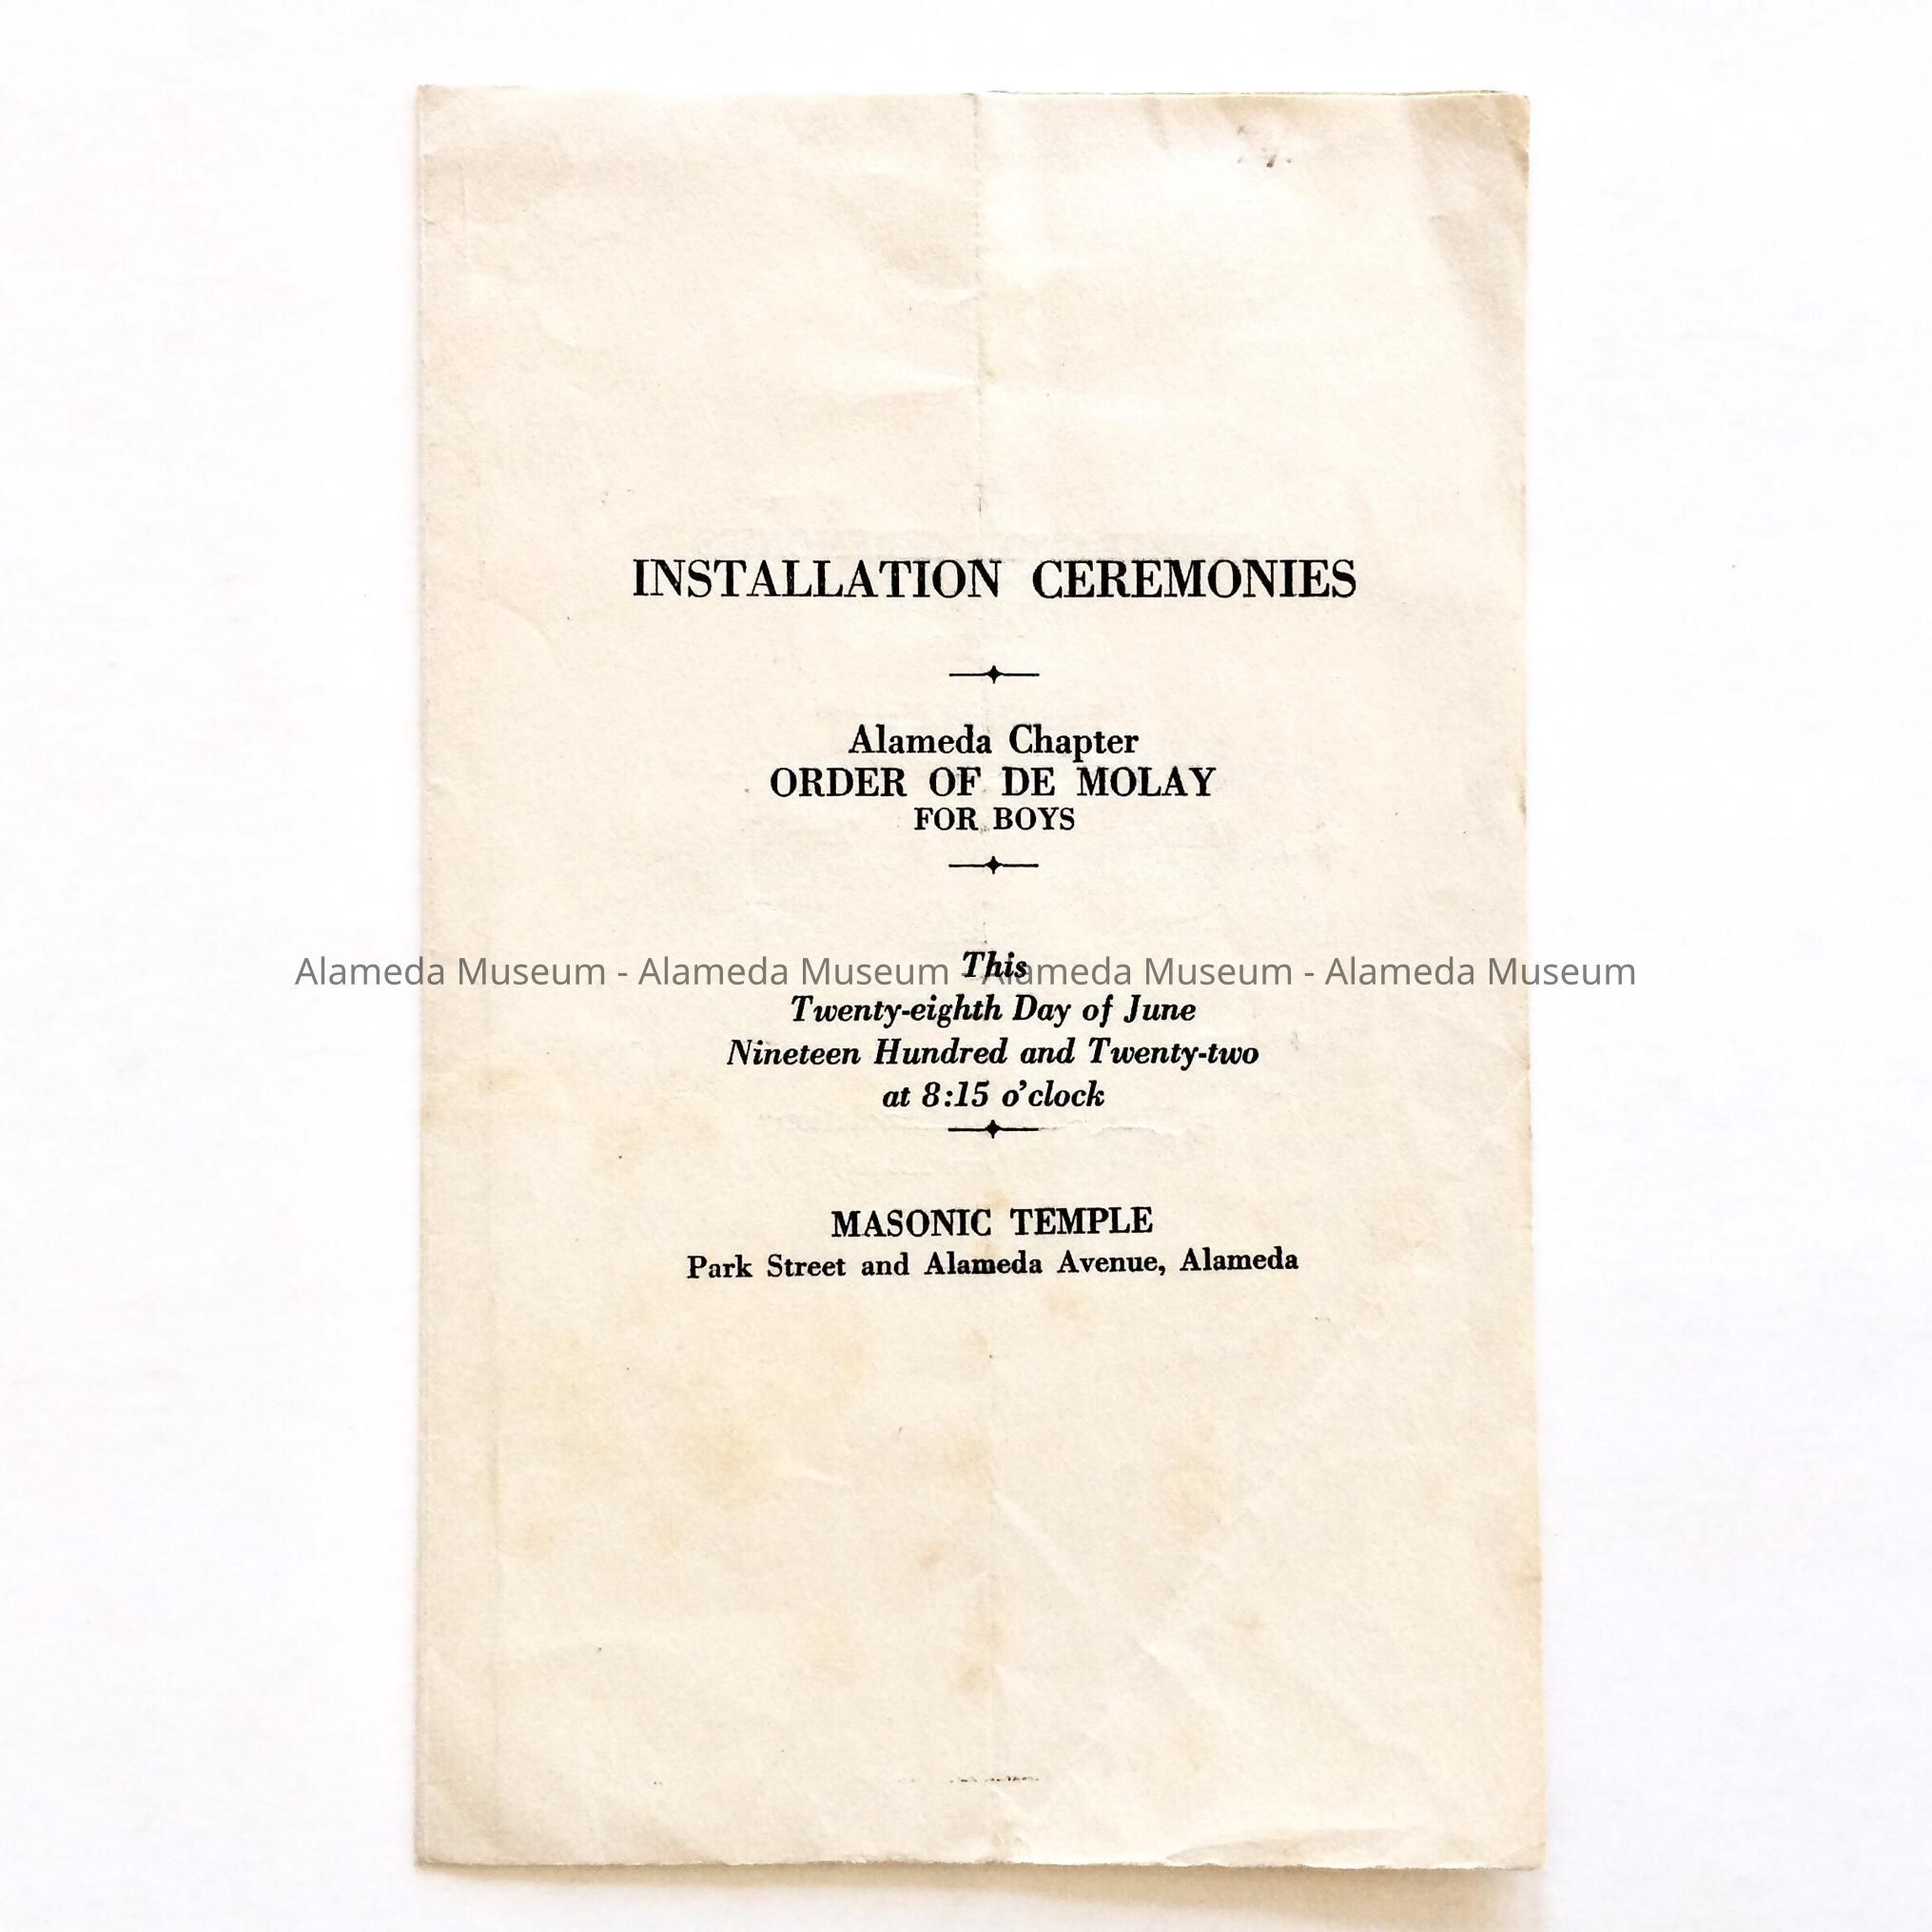 INSTALLATION CEREMONIES
Alameda Chapter
ORDER OF DE MOLAY
FOR BOYS
This
Alameda Museum - Alameda Museum - Alameda Museum - Alameda Museum
Twenty-eighth Day of June
Nineteen Hundred and Twenty-two
at 8:15 o'clock
MASONIC TEMPLE
Park Street and Alameda Avenue, Alameda